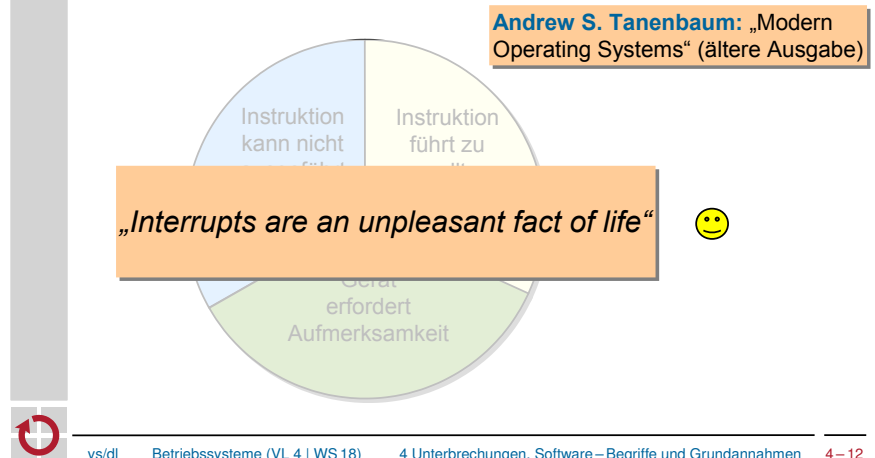 Andrew S. Tanenbaum: „Modern
Operating Systems“ (ältere Ausgabe)
Instruktion
kann nicht
Instruktion
führt zu
„Interrupts are an unpleasant fact of life“
Gerät
erfordert
Aufmerksamkeit
vs/dl Betriebssysteme (VL 4 | WS 18) 4 Unterbrechungen, Software – Begriffe und Grundannahmen 4 – 12